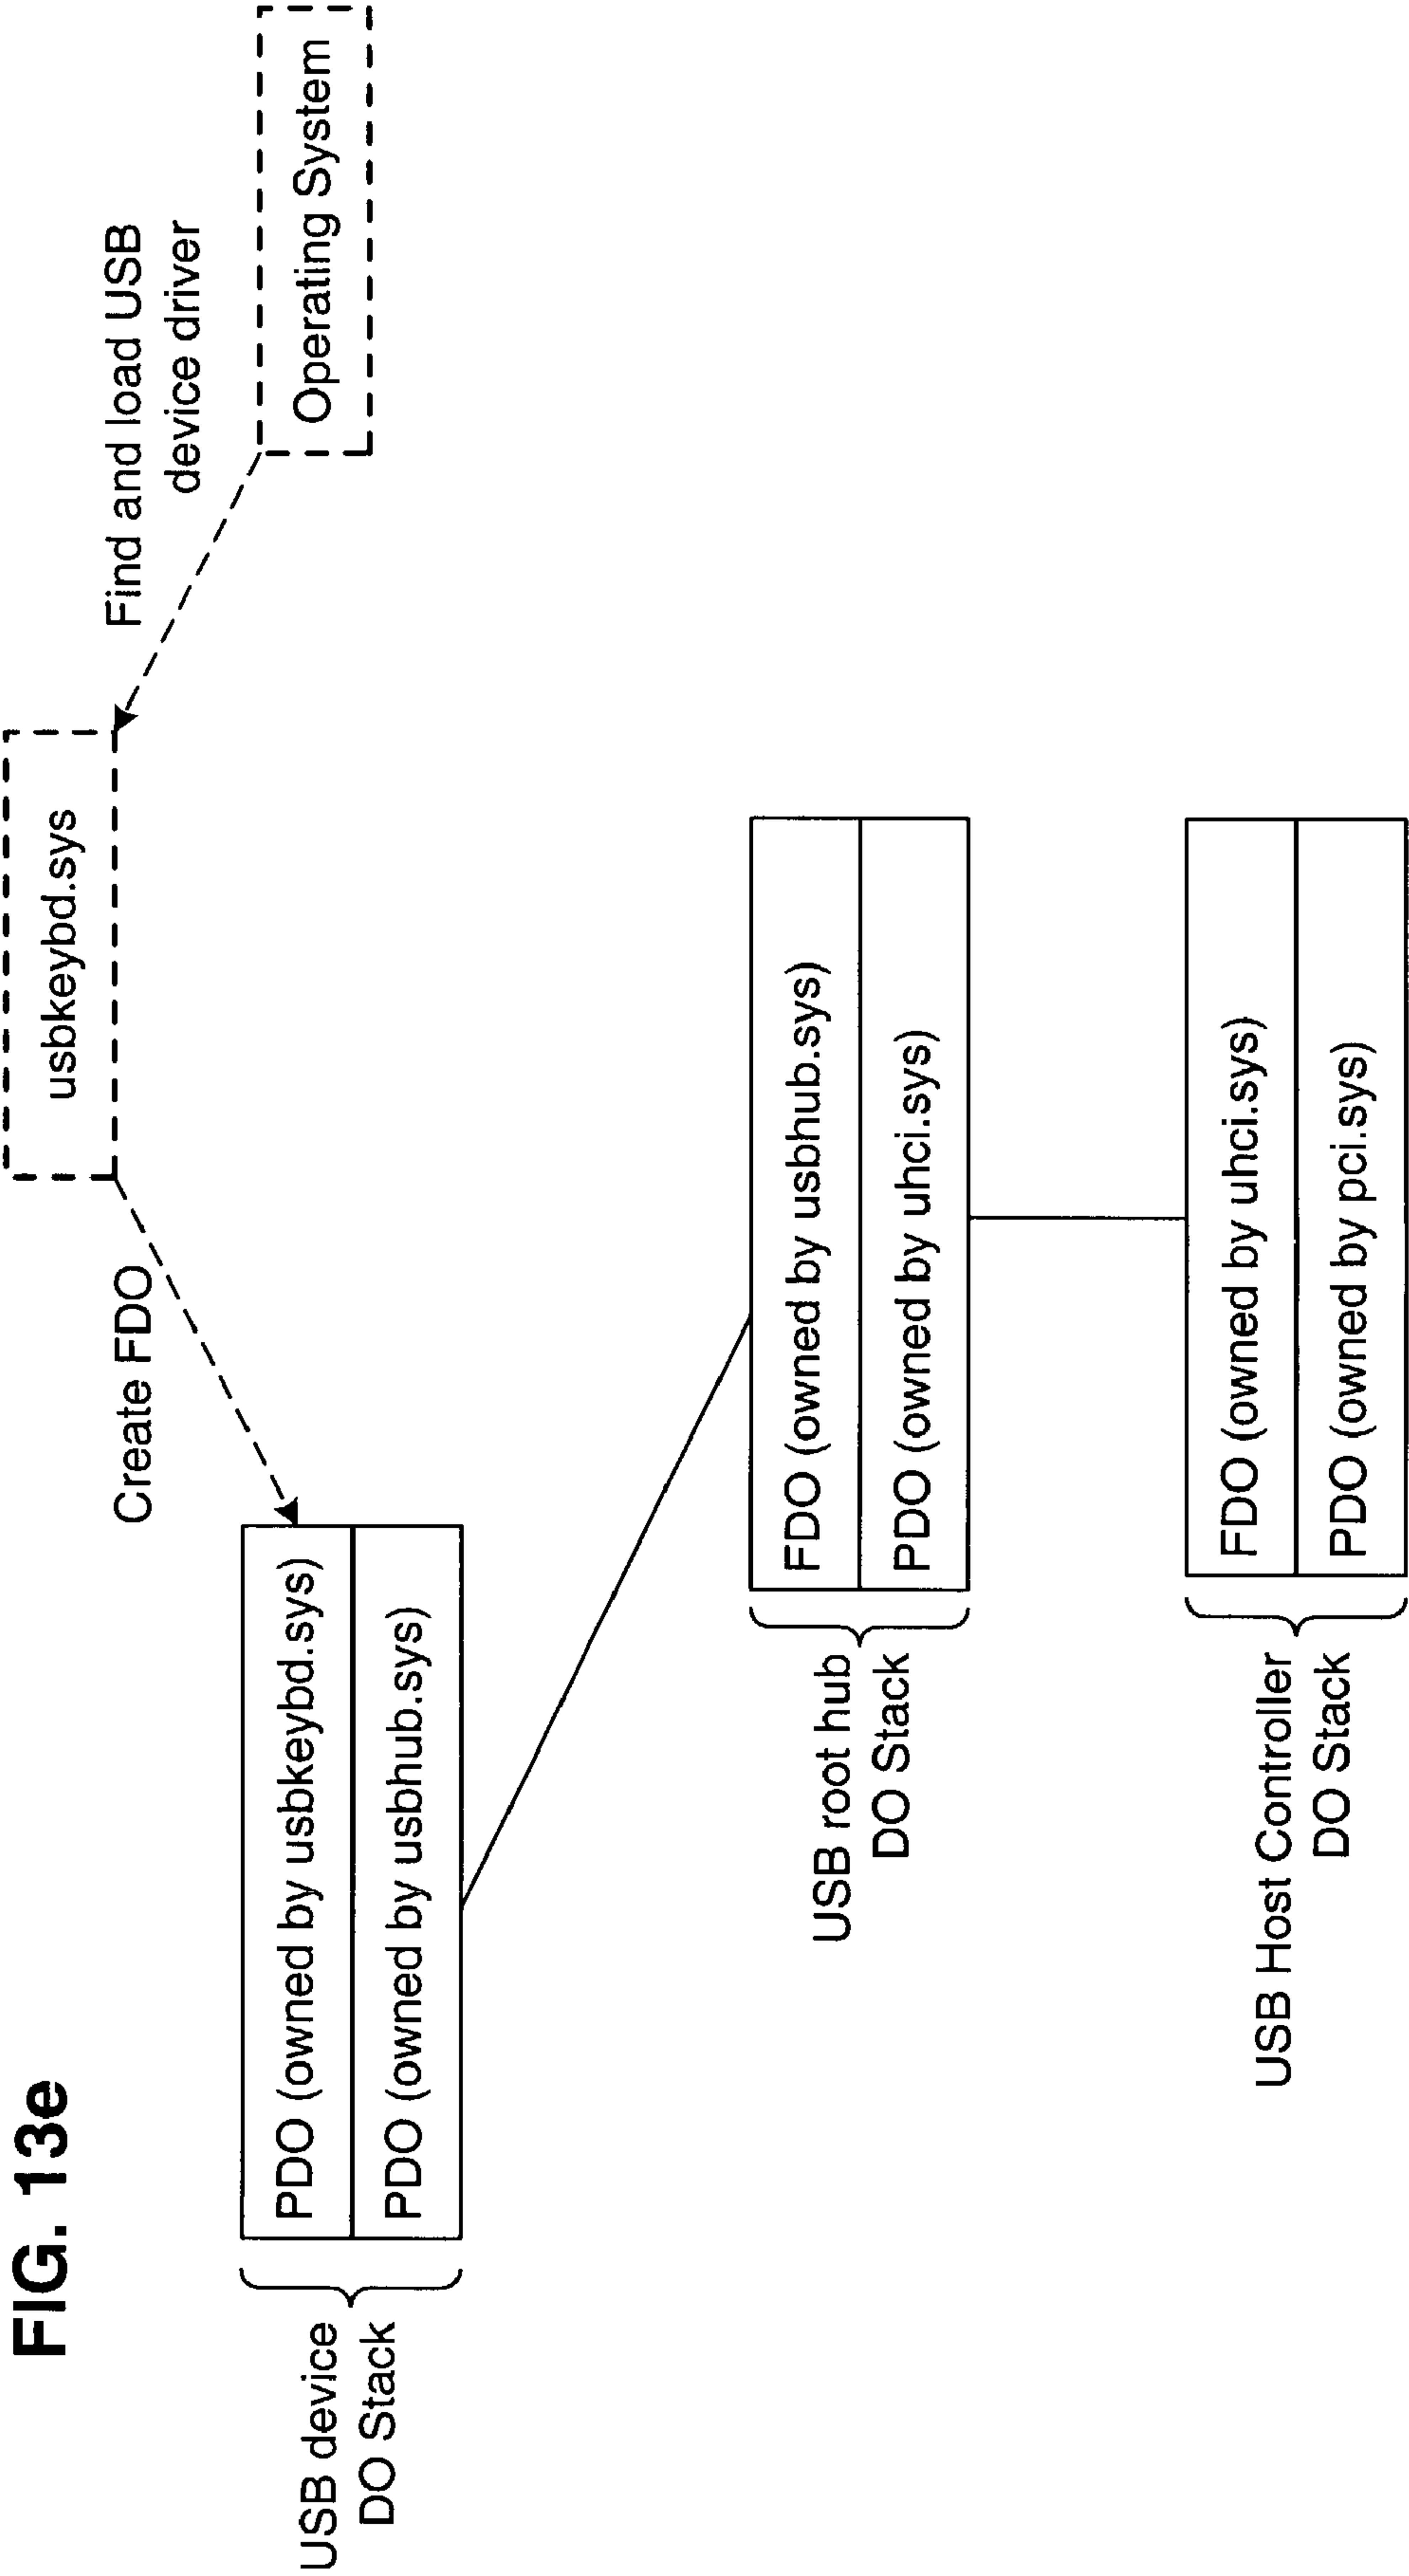 FIG. 13e
usbkeybd.sys
Find and load USB
device driver
Create FDO
Operating System
USB device
DO Stack
PDO (owned by usbkeybd.sys)
PDO (owned by usbhub.sys)
USB root hub
DO Stack
FDO (owned by usbhub.sys)
PDO (owned by uhci.sys)
USB Host Controller
DO Stack
FDO (owned by uhci.sys)
PDO (owned by pci.sys)